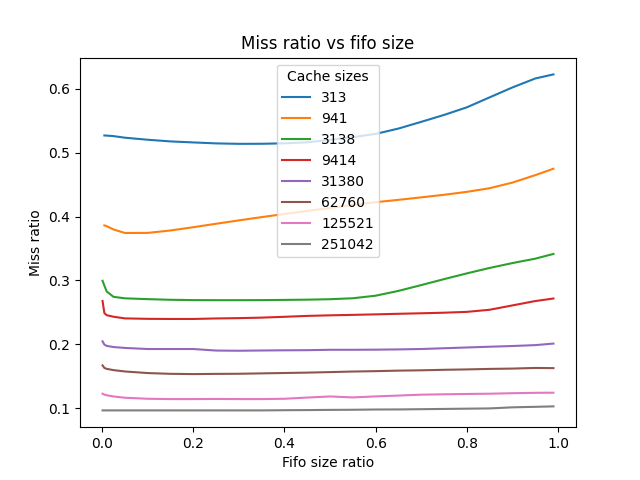 Miss ratio vs fifo size
Cache sizes
313
941
3138
9414
31380
62760
125521
251042
Miss ratio
0.6
0.5
0.4
0.3
0.2
0.1
0.0 0.2 0.4 0.6 0.8 1.0
Fifo size ratio